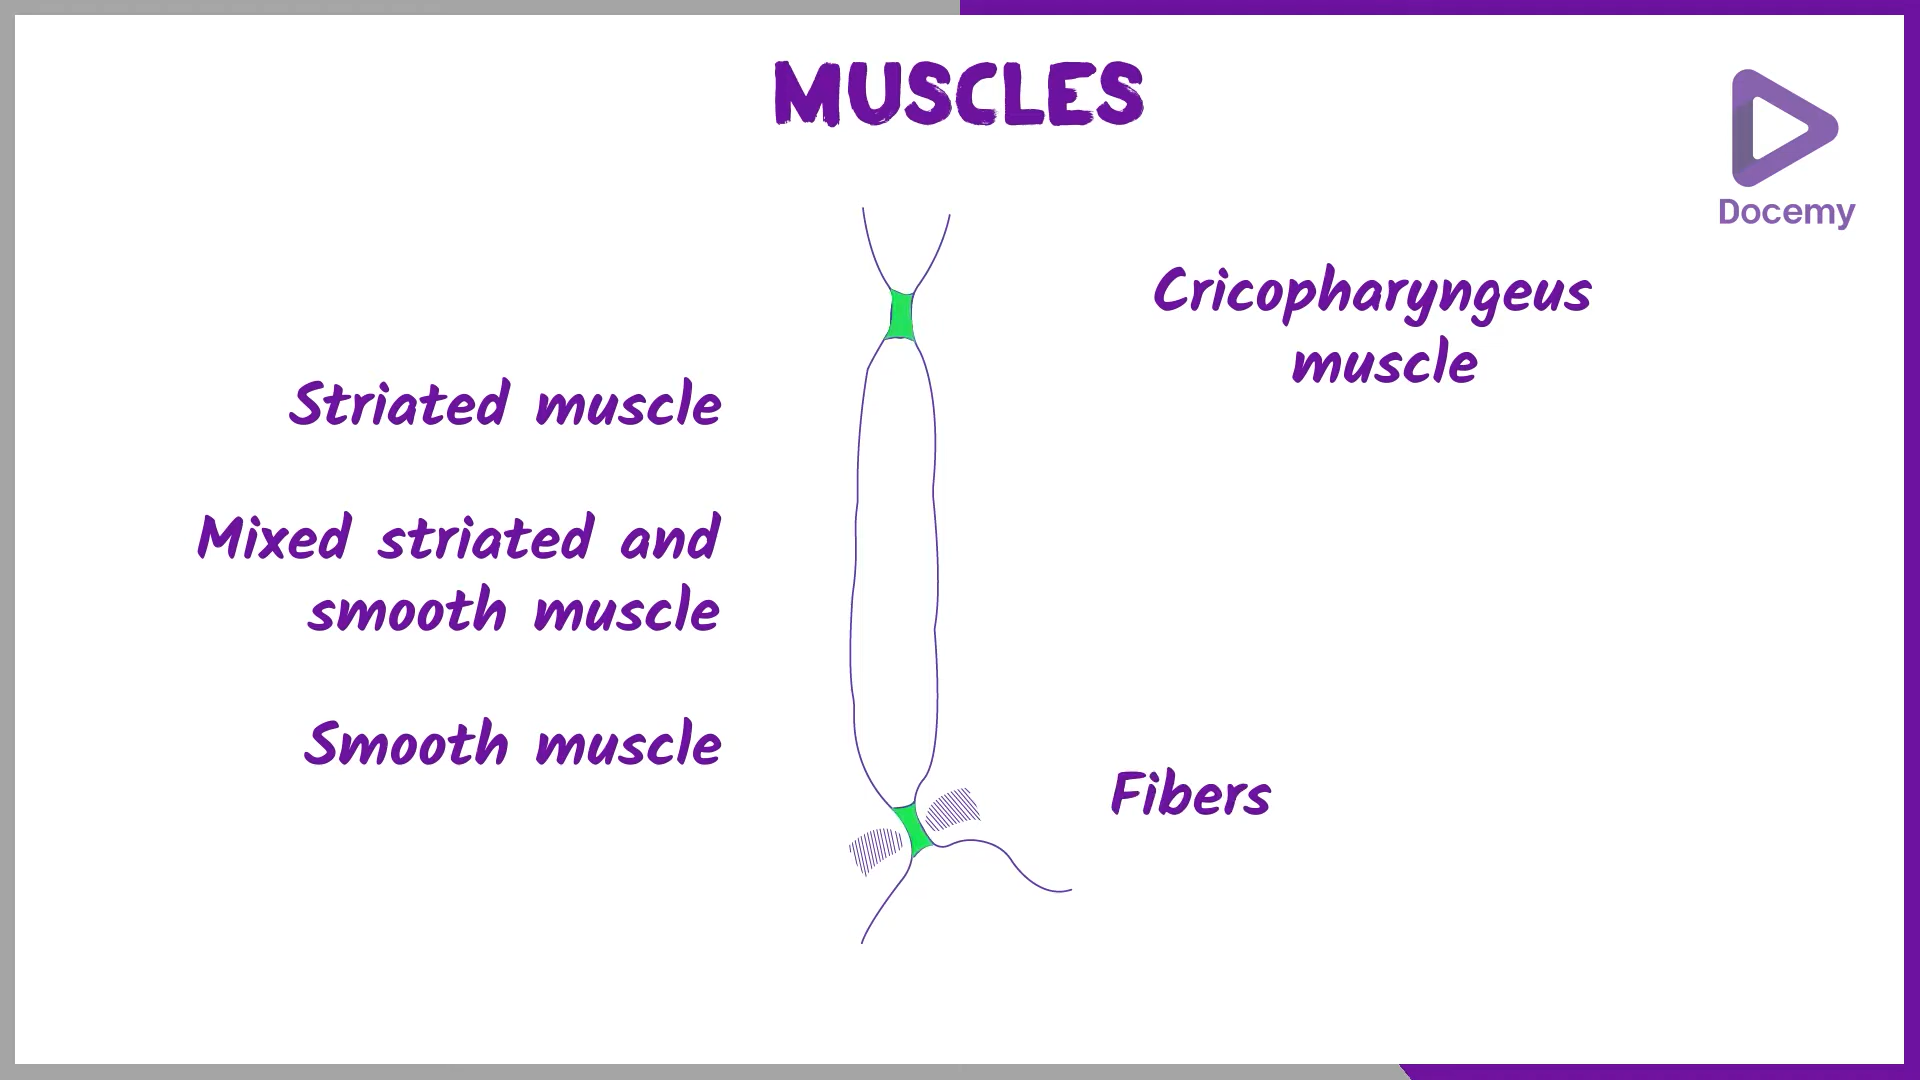 MUSCLES
Docemy
Cricopharyngeus
muscle
Striated muscle
Mixed striated and
smooth muscle
Smooth muscle
Fibers